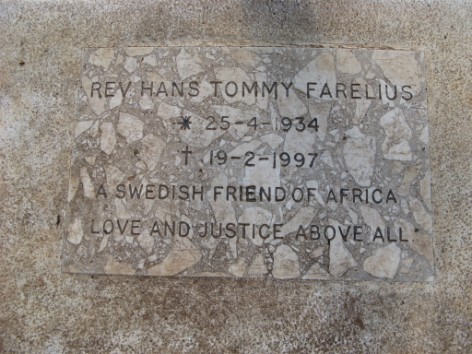 REV. HANS TOMMY FARELIUS
* 25-4-1934
† 19-2-1997
A SWEDISH FRIEND OF AFRICA
LOVE AND JUSTICE ABOVE ALL